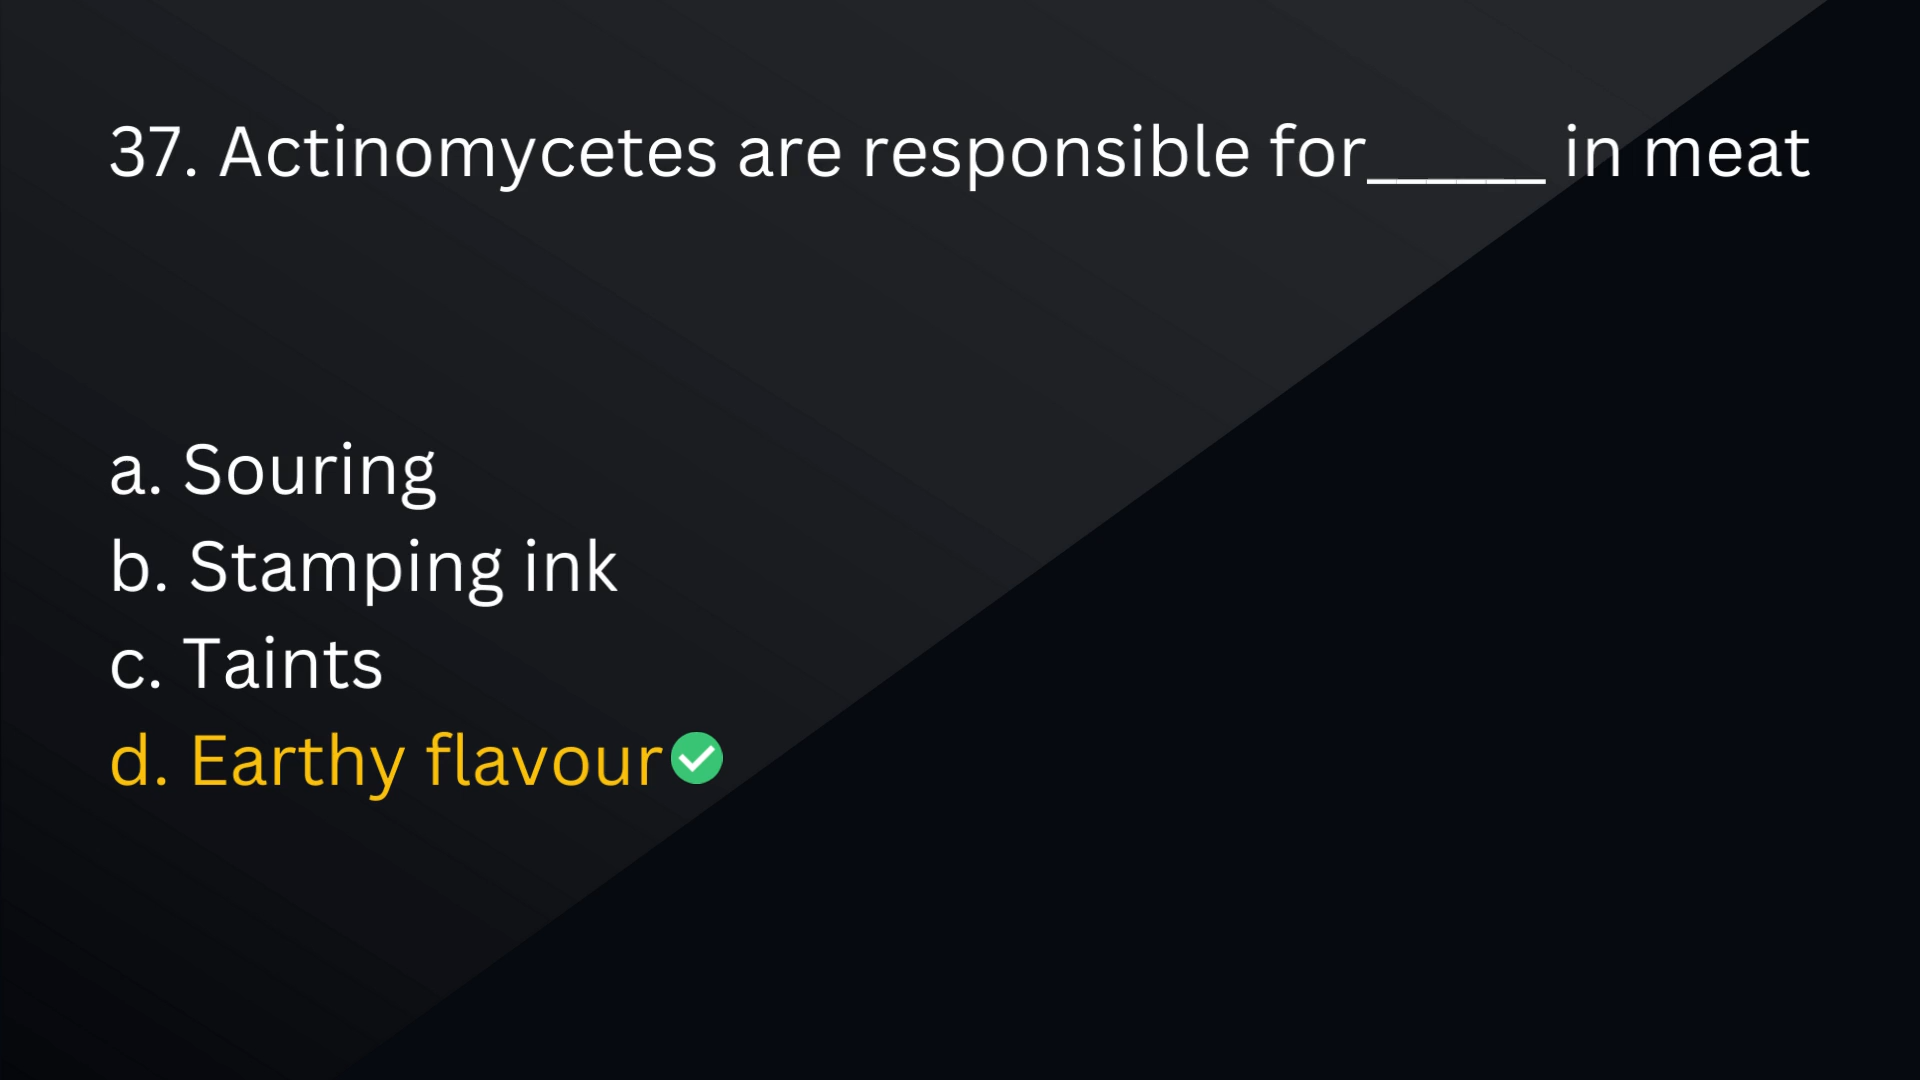 37. Actinomycetes are responsible for______ in meat
a. Souring
b. Stamping ink
c. Taints
d. Earthy flavour